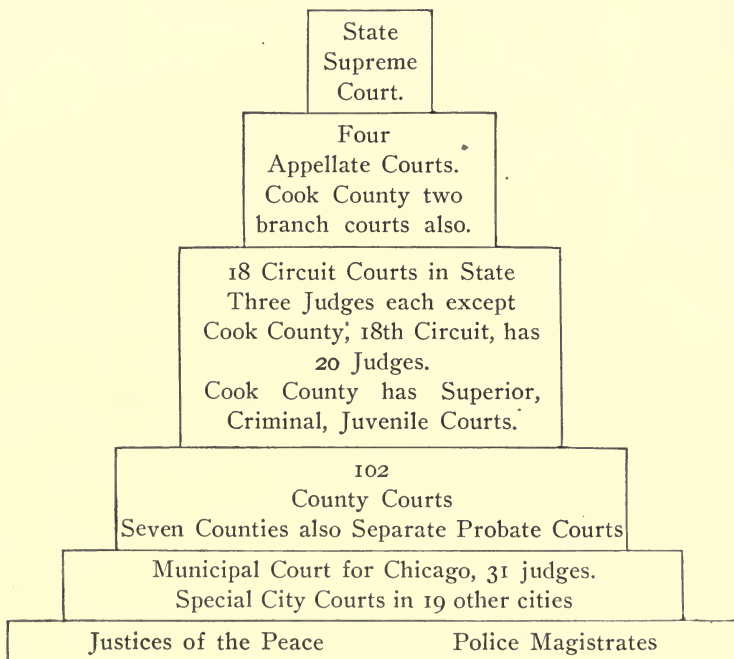 State
Supreme
Court.
Four
Appellate Courts.
Cook County two
branch courts also.
18 Circuit Courts in State
Three Judges each except
Cook County, 18th Circuit, has
20 Judges.
Cook County has Superior,
Criminal, Juvenile Courts.
102
County Courts
Seven Counties also Separate Probate Courts
Municipal Court for Chicago, 31 judges.
Special City Courts in 19 other cities
Justices of the Peace Police Magistrates